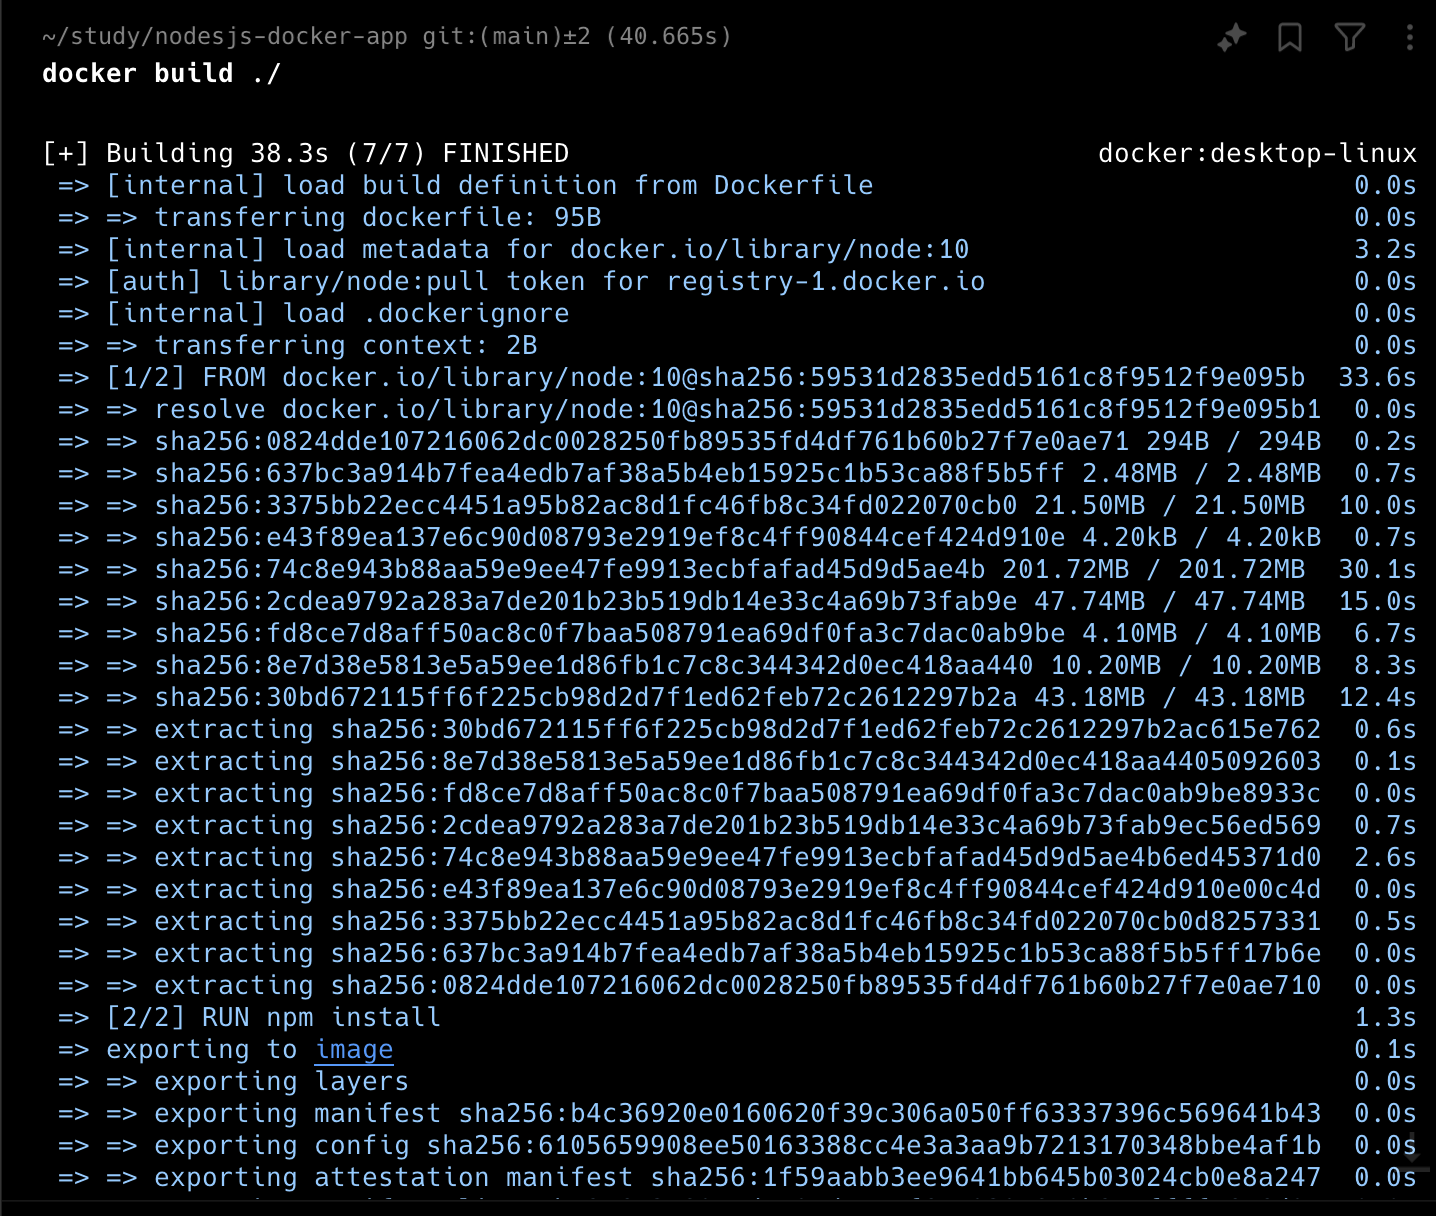 ~/study/nodesjs-docker-app git:(main)±2 (40.665s)
docker build ./
[+] Building 38.3s (7/7) FINISHED docker:desktop-linux
=> [internal] load build definition from Dockerfile 0.0s
=> => transferring dockerfile: 95B 0.0s
=> [internal] load metadata for docker.io/library/node:10 3.2s
=> [auth] library/node:pull token for registry-1.docker.io 0.0s
=> [internal] load .dockerignore 0.0s
=> => transferring context: 2B 0.0s
=> [1/2] FROM docker.io/library/node:10@sha256:59531d2835edd5161c8f9512f9e095b 33.6s
=> => resolve docker.io/library/node:10@sha256:59531d2835edd5161c8f9512f9e095b1 0.0s
=> => sha256:0824dde107216062dc0028250fb89535fd4df761b60b27f7e0ae71 294B / 294B 0.2s
=> => sha256:637bc3a914b7fea4edb7af38a5b4eb15925c1b53ca88f5b5ff 2.48MB / 2.48MB 0.7s
=> => sha256:3375bb22ecc4451a95b82ac8d1fc46fb8c34fd022070cb0 21.50MB / 21.50MB 10.0s
=> => sha256:e43f89ea137e6c90d08793e2919ef8c4ff90844cef424d910e 4.20kB / 4.20kB 0.7s
=> => sha256:74c8e943b88aa59e9ee47fe9913ecbfafad45d9d5ae4b 201.72MB / 201.72MB 30.1s
=> => sha256:2cdea9792a283a7de201b23b519db14e33c4a69b73fab9e 47.74MB / 47.74MB 15.0s
=> => sha256:fd8ce7d8aff50ac8c0f7baa508791ea69df0fa3c7dac0ab9be 4.10MB / 4.10MB 6.7s
=> => sha256:8e7d38e5813e5a59ee1d86fb1c7c8c344342d0ec418aa440 10.20MB / 10.20MB 8.3s
=> => sha256:30bd672115ff6f225cb98d2d7f1ed62feb72c2612297b2a 43.18MB / 43.18MB 12.4s
=> => extracting sha256:30bd672115ff6f225cb98d2d7f1ed62feb72c2612297b2ac615e762 0.6s
=> => extracting sha256:8e7d38e5813e5a59ee1d86fb1c7c8c344342d0ec418aa4405092603 0.1s
=> => extracting sha256:fd8ce7d8aff50ac8c0f7baa508791ea69df0fa3c7dac0ab9be8933c 0.0s
=> => extracting sha256:2cdea9792a283a7de201b23b519db14e33c4a69b73fab9ec56ed569 0.7s
=> => extracting sha256:74c8e943b88aa59e9ee47fe9913ecbfafad45d9d5ae4b6ed45371d0 2.6s
=> => extracting sha256:e43f89ea137e6c90d08793e2919ef8c4ff90844cef424d910e00c4d 0.0s
=> => extracting sha256:3375bb22ecc4451a95b82ac8d1fc46fb8c34fd022070cb0d8257331 0.5s
=> => extracting sha256:637bc3a914b7fea4edb7af38a5b4eb15925c1b53ca88f5b5ff17b6e 0.0s
=> => extracting sha256:0824dde107216062dc0028250fb89535fd4df761b60b27f7e0ae710 0.0s
=> [2/2] RUN npm install 1.3s
=> exporting to image 0.1s
=> => exporting layers 0.0s
=> => exporting manifest sha256:b4c36920e0160620f39c306a050ff63337396c569641b43 0.0s
=> => exporting config sha256:6105659908ee50163388cc4e3a3aa9b7213170348bbe4af1b 0.0s
=> => exporting attestation manifest sha256:1f59aabb3ee9641bb645b03024cb0e8a247 0.0s